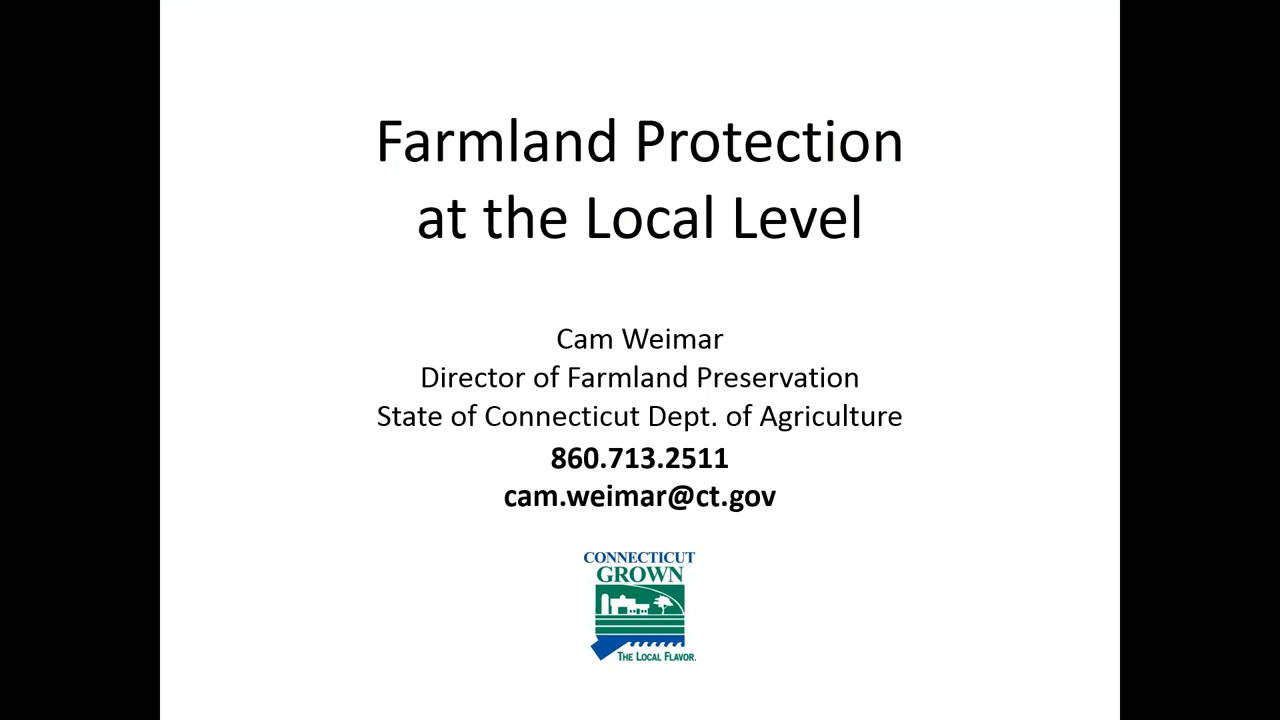 Farmland Protection
at the Local Level
Cam Weimar
Director of Farmland Preservation
State of Connecticut Dept. of Agriculture
860.713.2511
cam.weimar@ct.gov
CONNECTICUT
GROWN
THE LOCAL FLAVOR.